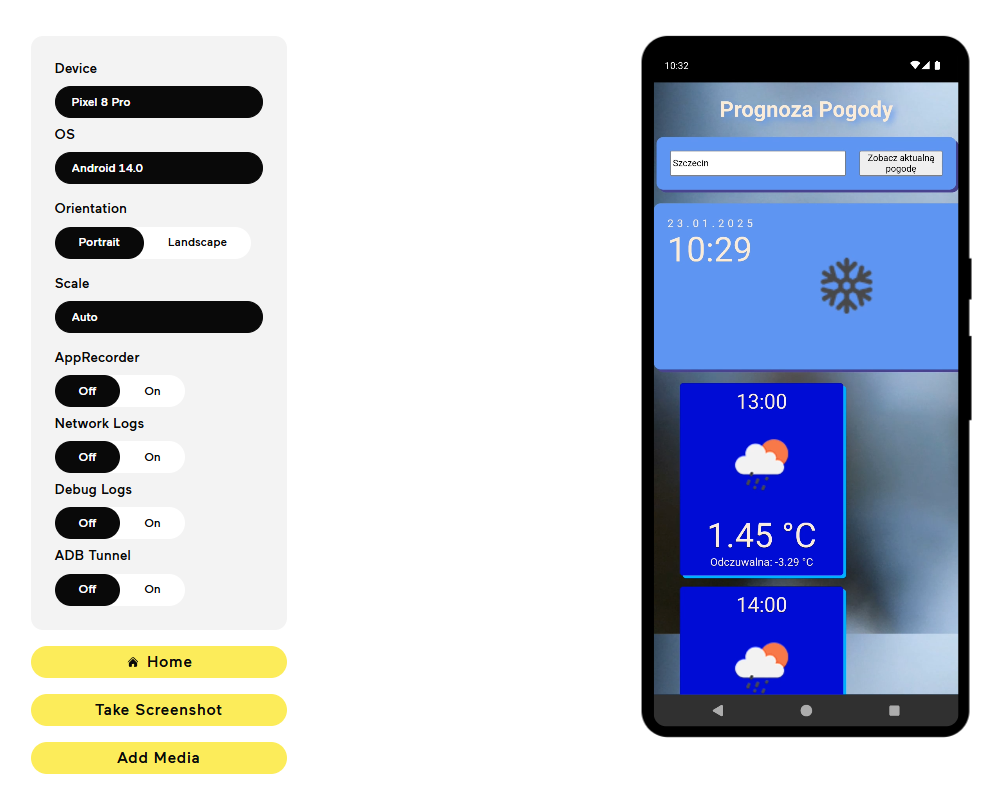 Device
Pixel 8 Pro
OS
Android 14.0
Orientation
Portrait
Landscape
Scale
Auto
AppRecorder
Off
On
Network Logs
Off
On
Debug Logs
Off
On
ADB Tunnel
Off
On
Home
Take Screenshot
Add Media
10:32
Prognoza Pogody
Szczecin
Zobacz aktualną
pogodę
23.01.2025
10:29
13:00
1.45 °C
Odczuwalna: -3.29 °C
14:00